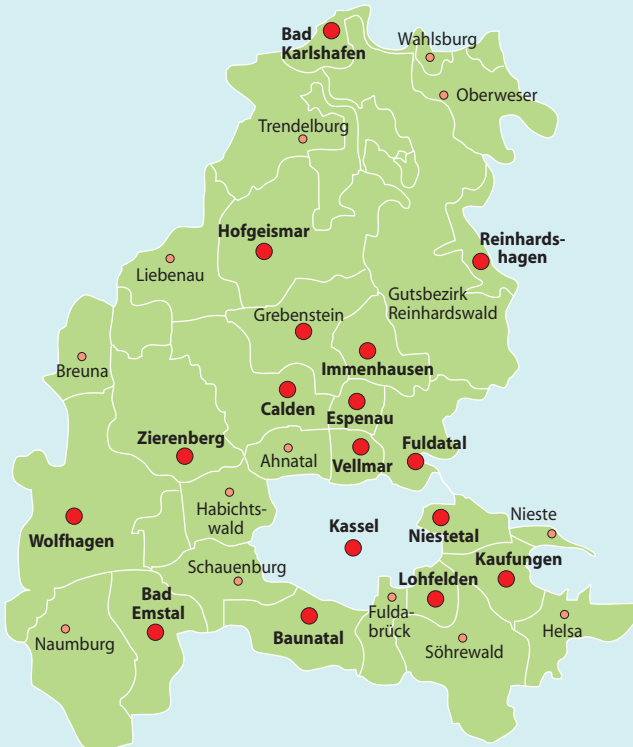 Bad
Karlshafen
Wahlsburg
Oberweser
Trendelburg
Hofgeismar
Reinhards-
hagen
Liebenau
Gutsbezirk
Reinhardswald
Grebenstein
Immenhausen
Breuna
Calden
Espenau
Zierenberg
Ahnatal
Vellmar
Fuldatal
Habichts-
wald
Wolfhagen
Kassel
Niestetal
Nieste
Kaufungen
Schauenburg
Lohfelden
Bad
Emstal
Baunatal
Fulda-
brück
Naumburg
Söhrewald
Helsa